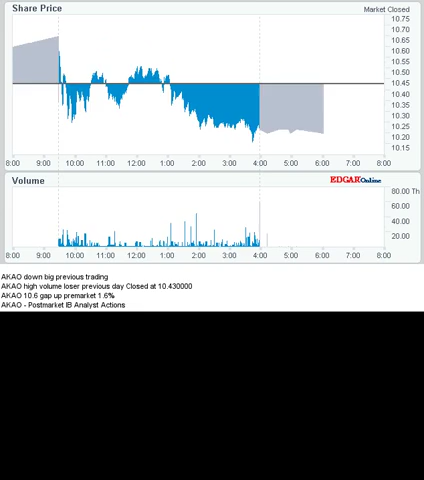 Share Price
Market Closed
10.75
10.70
10.65
10.60
10.55
10.50
10.45
10.40
10.35
10.30
10.25
10.20
10.15
8:00 9:00 10:00 11:00 12:00 1:00 2:00 3:00 4:00 5:00 6:00 7:00 8:00
Volume
EDGAR Online
80.00 Th
60.00
40.00
20.00
8:00 9:00 10:00 11:00 12:00 1:00 2:00 3:00 4:00 5:00 6:00 7:00 8:00
AKAO down big previous trading
AKAO high volume loser previous day Closed at 10.430000
AKAO 10.6 gap up premarket 1.6%
AKAO - Postmarket IB Analyst Actions